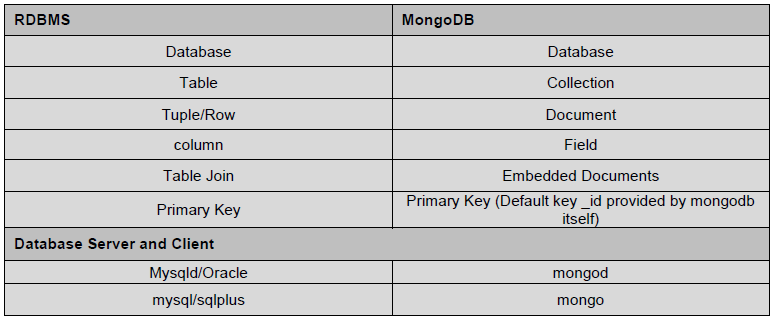 RDBMS MongoDB
Database Database
Table Collection
Tuple/Row Document
column Field
Table Join Embedded Documents
Primary Key Primary Key (Default key _id provided by mongodb
itself)
Database Server and Client
Mysqld/Oracle mongod
mysql/sqlplus mongo